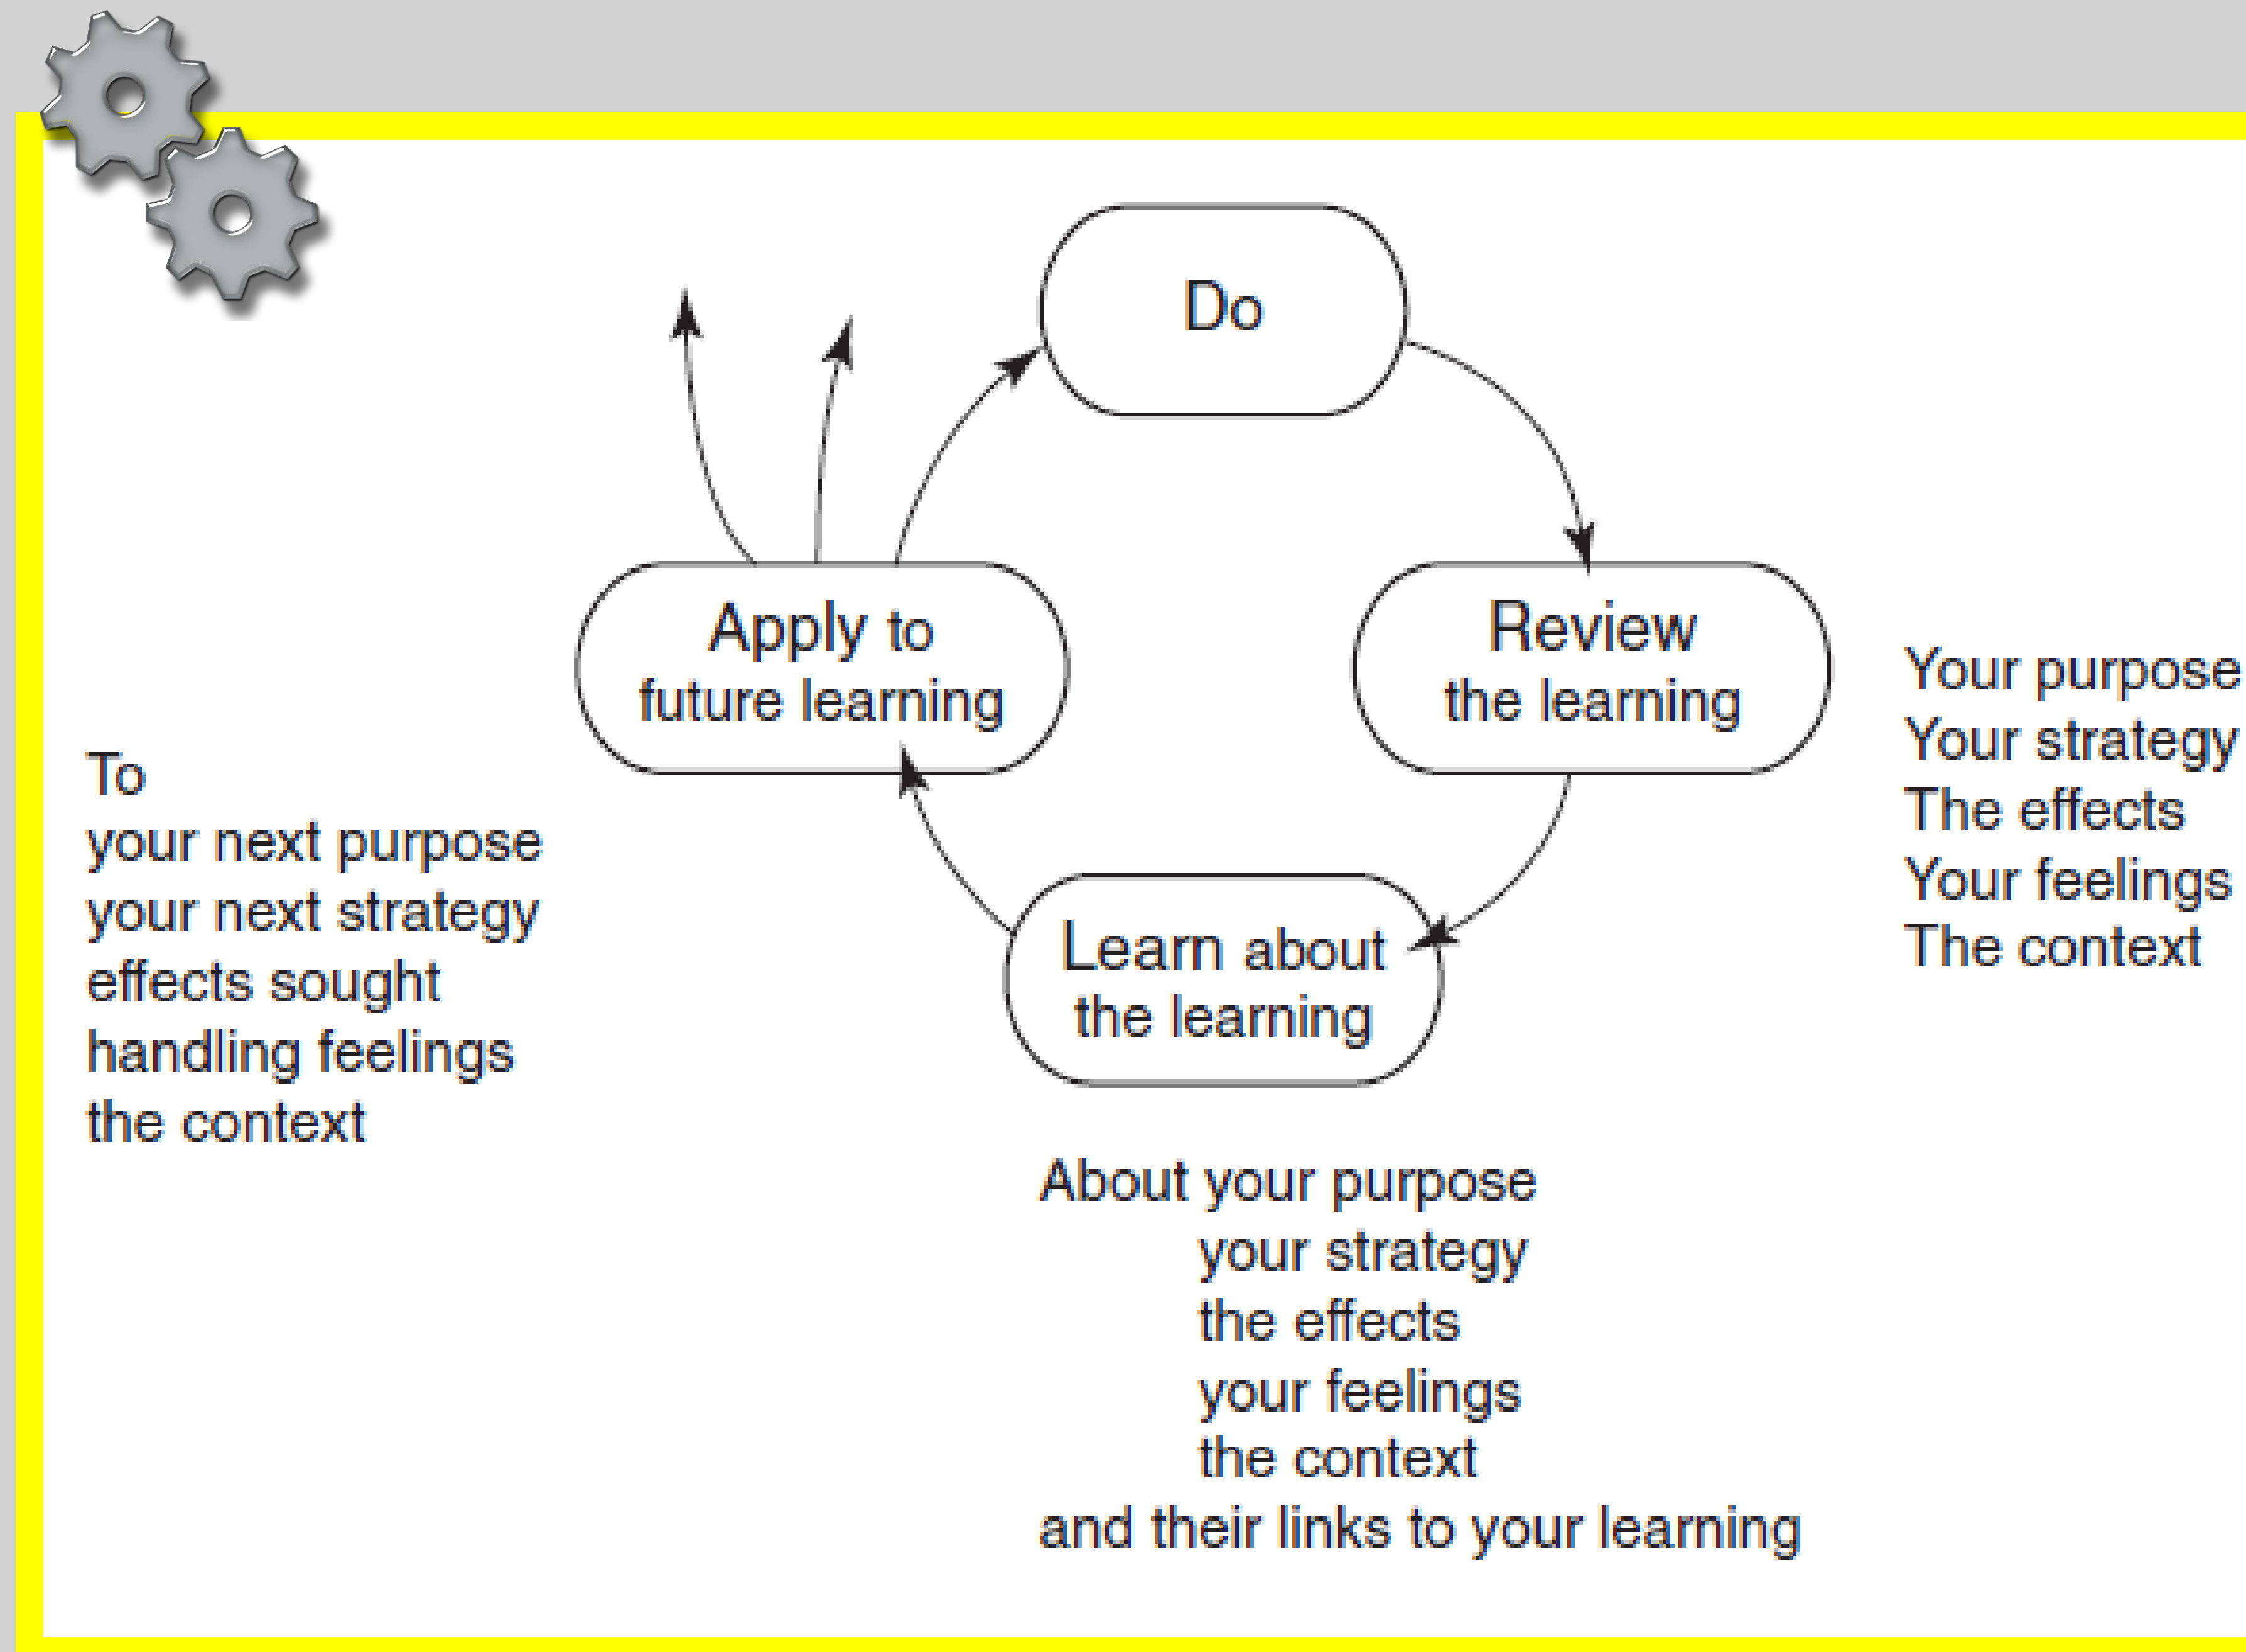 Do
Apply to
future learning
Review
the learning
Your purpose
Your strategy
The effects
Your feelings
The context
To
your next purpose
your next strategy
effects sought
handling feelings
the context
Learn about
the learning
About your purpose
your strategy
the effects
your feelings
the context
and their links to your learning